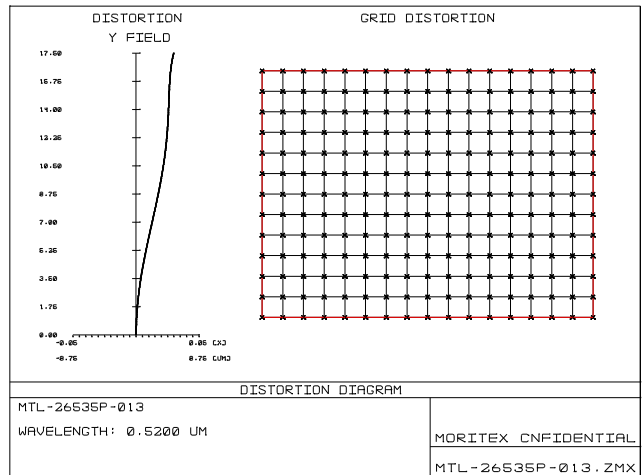 DISTORTION
Y FIELD
GRID DISTORTION
17.50
15.75
14.00
12.25
10.50
8.75
7.00
5.25
3.50
1.75
0.00
-0.05 0.05 [%]
-8.75 8.75 [UM]
DISTORTION DIAGRAM
MTL-26535P-013
WAVELENGTH: 0.5200 UM
MORITEX CNFIDENTIAL
MTL-26535P-013.ZMX